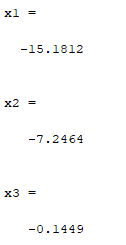 x1 =
-15.1812
x2 =
-7.2464
x3 =
-0.1449